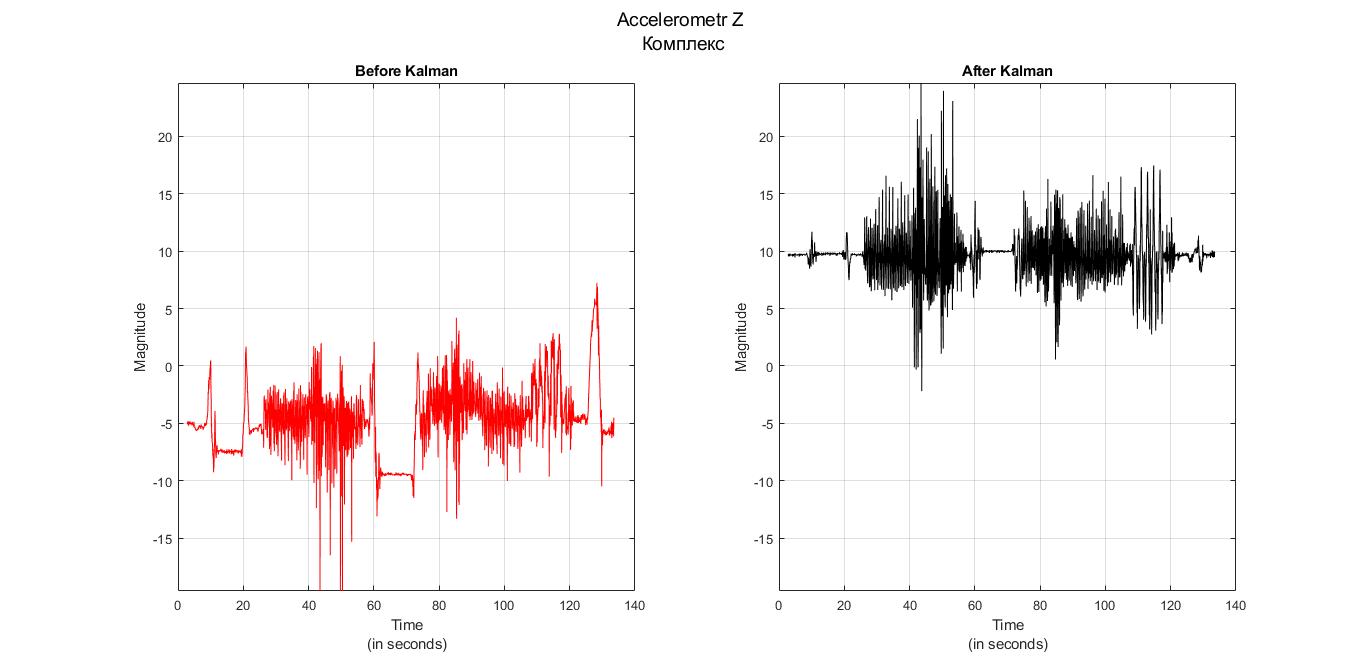 Accelerometr Z
Комплекс
Before Kalman
20
15
10
5
0
-5
-10
-15
Magnitude
0 20 40 60 80 100 120 140
Time
(in seconds)
After Kalman
20
15
10
5
0
-5
-10
-15
Magnitude
0 20 40 60 80 100 120 140
Time
(in seconds)